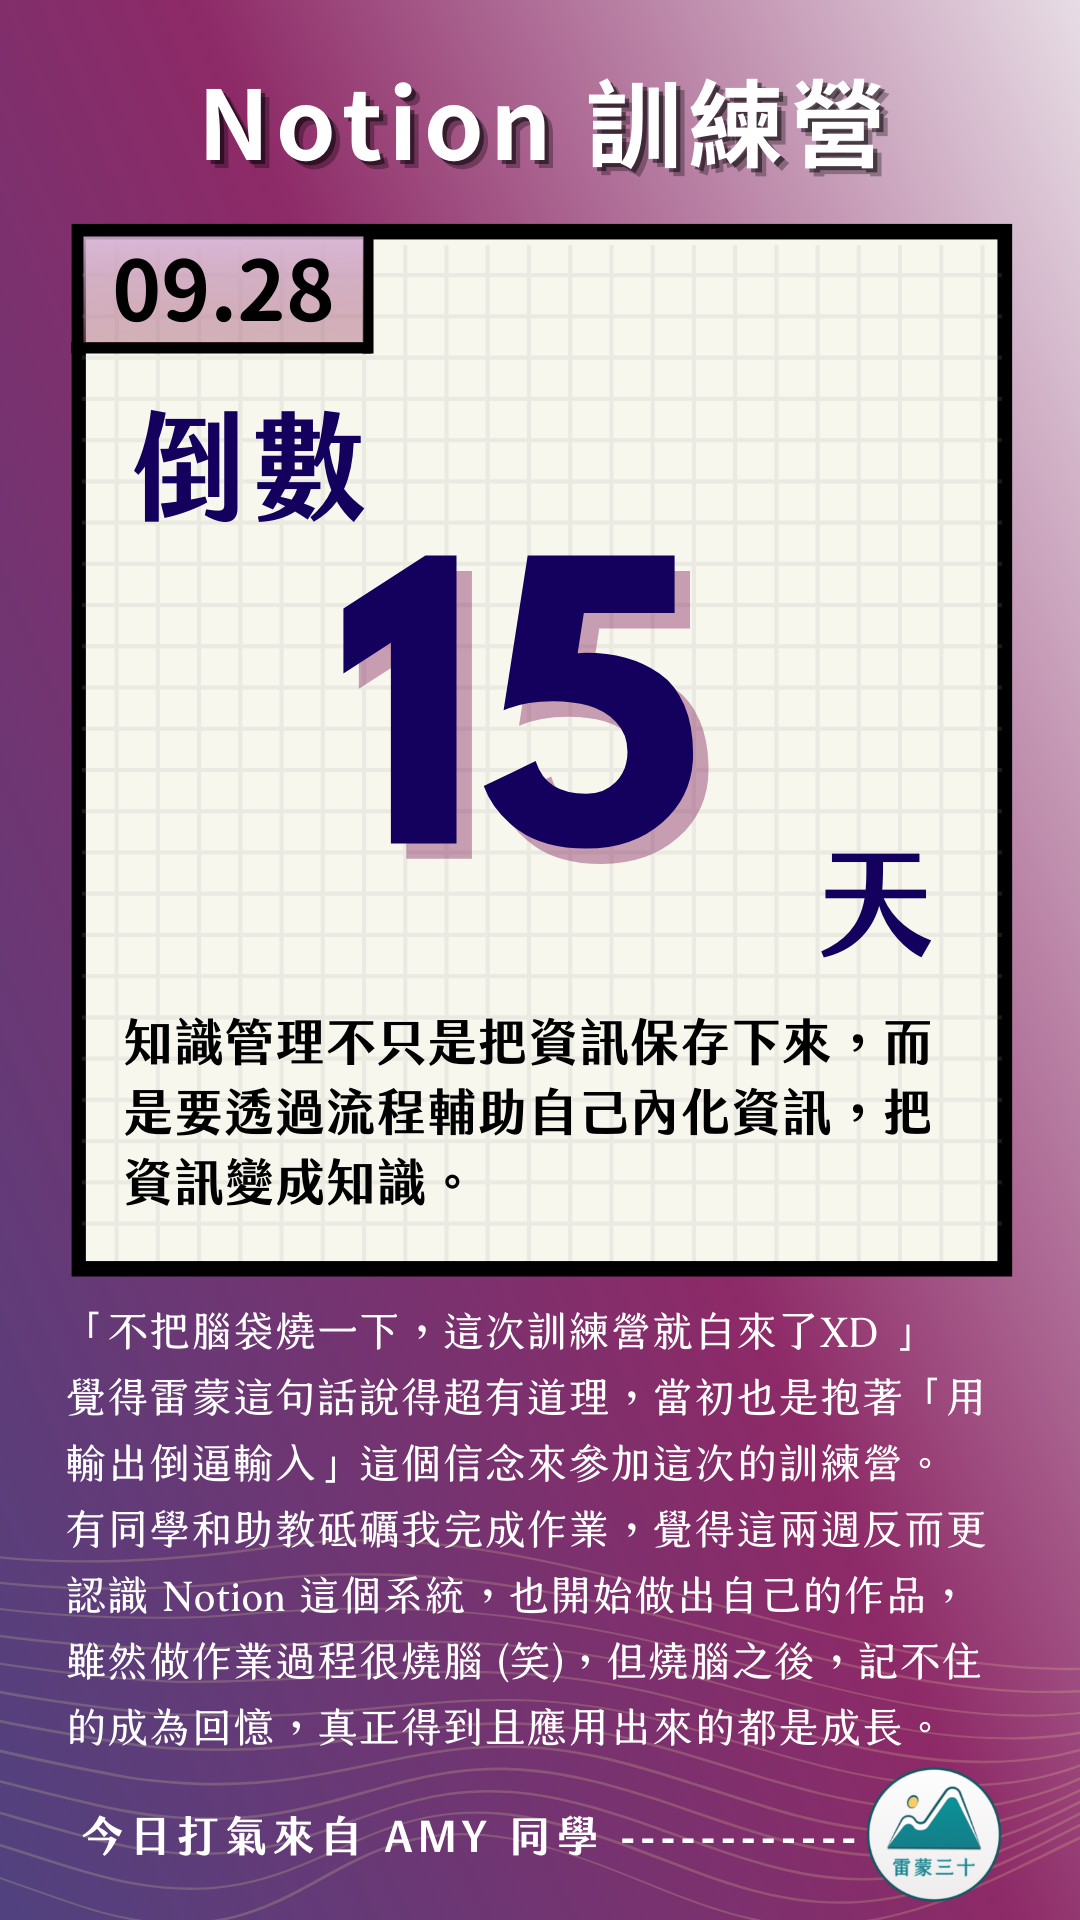 Notion 訓練營
09.28
倒數
15
天
知識管理不只是把資訊保存下來，而
是要透過流程輔助自己內化資訊，把
資訊變成知識。
「不把腦袋燒一下，這次訓練營就白來了XD 」
覺得雷蒙這句話說得超有道理，當初也是抱著「用
輸出倒逼輸入」這個信念來參加這次的訓練營。
有同學和助教砥礪我完成作業，覺得這兩週反而更
認識 Notion 這個系統，也開始做出自己的作品，
雖然做作業過程很燒腦 (笑)，但燒腦之後，記不住
的成為回憶，真正得到且應用出來的都是成長。
今日打氣來自 AMY 同學 ------------
雷蒙三十